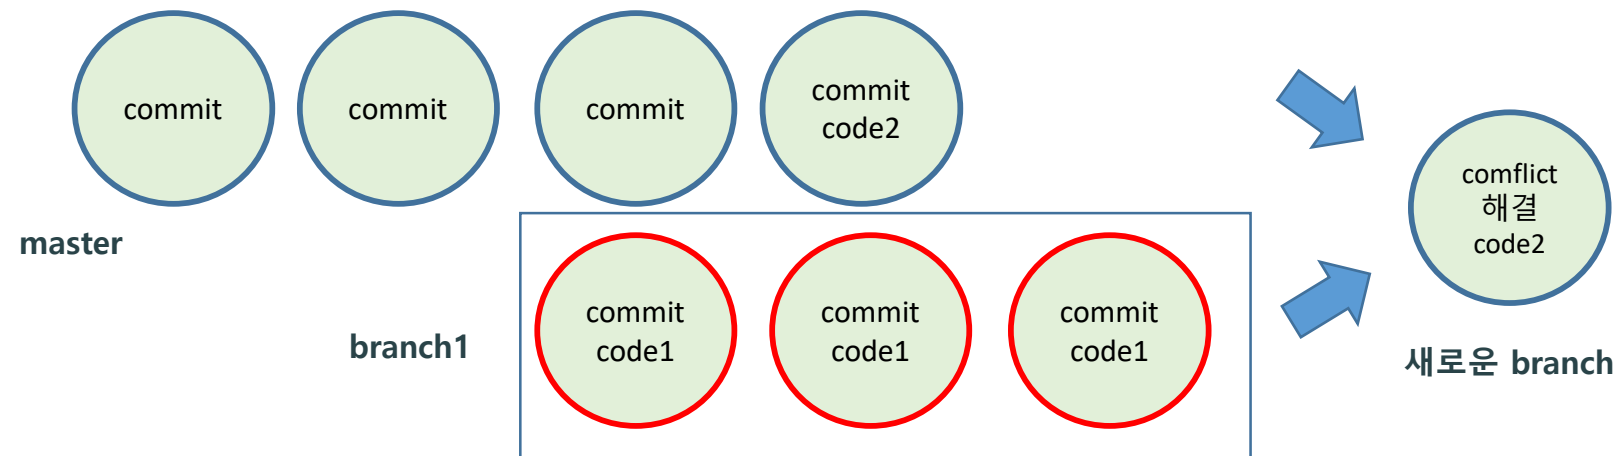 commit
commit
commit
commit
code2
master
comflict
해결
code2
branch1
commit
code1
commit
code1
commit
code1
새로운 branch